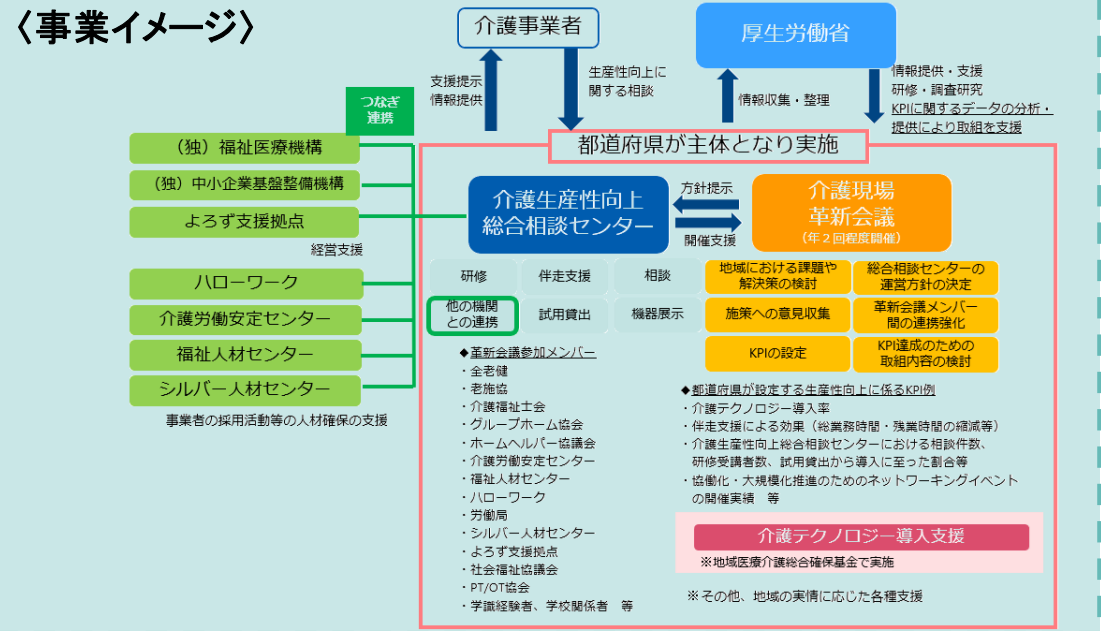 〈事業イメージ〉
介護事業者
厚生労働省
支援提示
情報提供
生産性向上に
関する相談
情報収集・整理
情報提供・支援
研修・調査研究
KPIに関するデータの分析・
提供により取組を支援
つなぎ
連携
都道府県が主体となり実施
（独）福祉医療機構
（独）中小企業基盤整備機構
よろず支援拠点
経営支援
ハローワーク
介護労働安定センター
福祉人材センター
シルバー人材センター
事業者の採用活動等の人材確保の支援
介護生産性向上
総合相談センター
方針提示
開催支援
介護現場
革新会議
（年２回程度開催）
研修
伴走支援
相談
他の機関
との連携
試用貸出
機器展示
地域における課題や
解決策の検討
総合相談センターの
運営方針の決定
施策への意見収集
革新会議メンバー
間の連携強化
KPIの設定
KPI達成のための
取組内容の検討
◆革新会議参加メンバー
・全老健
・老施協
・介護福祉士会
・グループホーム協会
・ホームヘルパー協議会
・介護労働安定センター
・福祉人材センター
・ハローワーク
・労働局
・シルバー人材センター
・よろず支援拠点
・社会福祉協議会
・PT/OT協会
・学識経験者、学校関係者　等
◆都道府県が設定する生産性向上に係るKPI例
・介護テクノロジー導入率
・伴走支援による効果（総業務時間・残業時間の縮減等）
・介護生産性向上総合相談センターにおける相談件数、
研修受講者数、試用貸出から導入に至った割合等
・協働化・大規模化推進のためのネットワーキングイベント
の開催実績　等
介護テクノロジー導入支援
※地域医療介護総合確保基金で実施
※その他、地域の実情に応じた各種支援